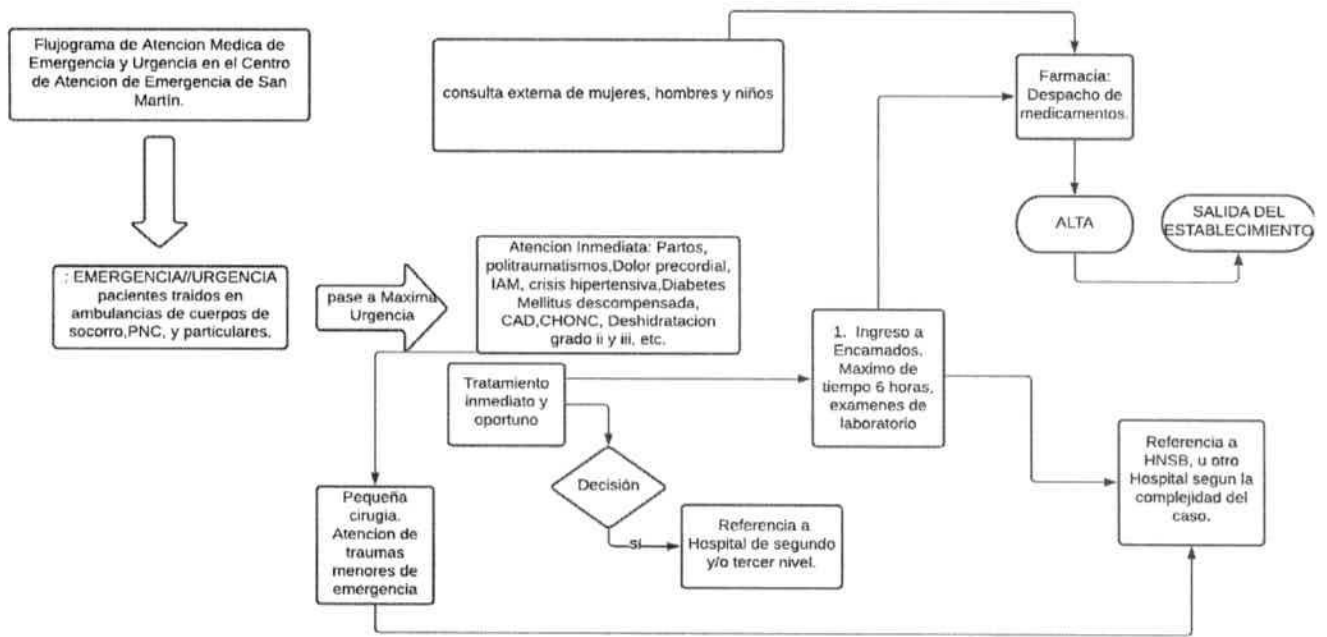 Flujograma de Atencion Medica de
Emergencia y Urgencia en el Centro
de Atencion de Emergencia de San
Martín.
consulta externa de mujeres, hombres y niños
Farmacia:
Despacho de
medicamentos.
ALTA
SALIDA DEL
ESTABLECIMIENTO
: EMERGENCIA//URGENCIA
pacientes traidos en
ambulancias de cuerpos de
socorro,PNC, y particulares.
pase a Maxima
Urgencia
Atencion Inmediata: Partos,
politraumatismos,Dolor precordial,
IAM, crisis hipertensiva,Diabetes
Mellitus descompensada,
CAD,CHONC, Deshidratacion
grado ii y iii, etc.
Tratamiento
inmediato y
oportuno
1. Ingreso a
Encamados,
Maximo de
tiempo 6 horas,
examenes de
laboratorio
Decisión
Sí
Referencia a
Hospital de segundo
y/o tercer nivel.
Pequeña
cirugia.
Atencion de
traumas
menores de
emergencia
Referencia a
HNSB, u otro
Hospital segun la
complejidad del
caso.